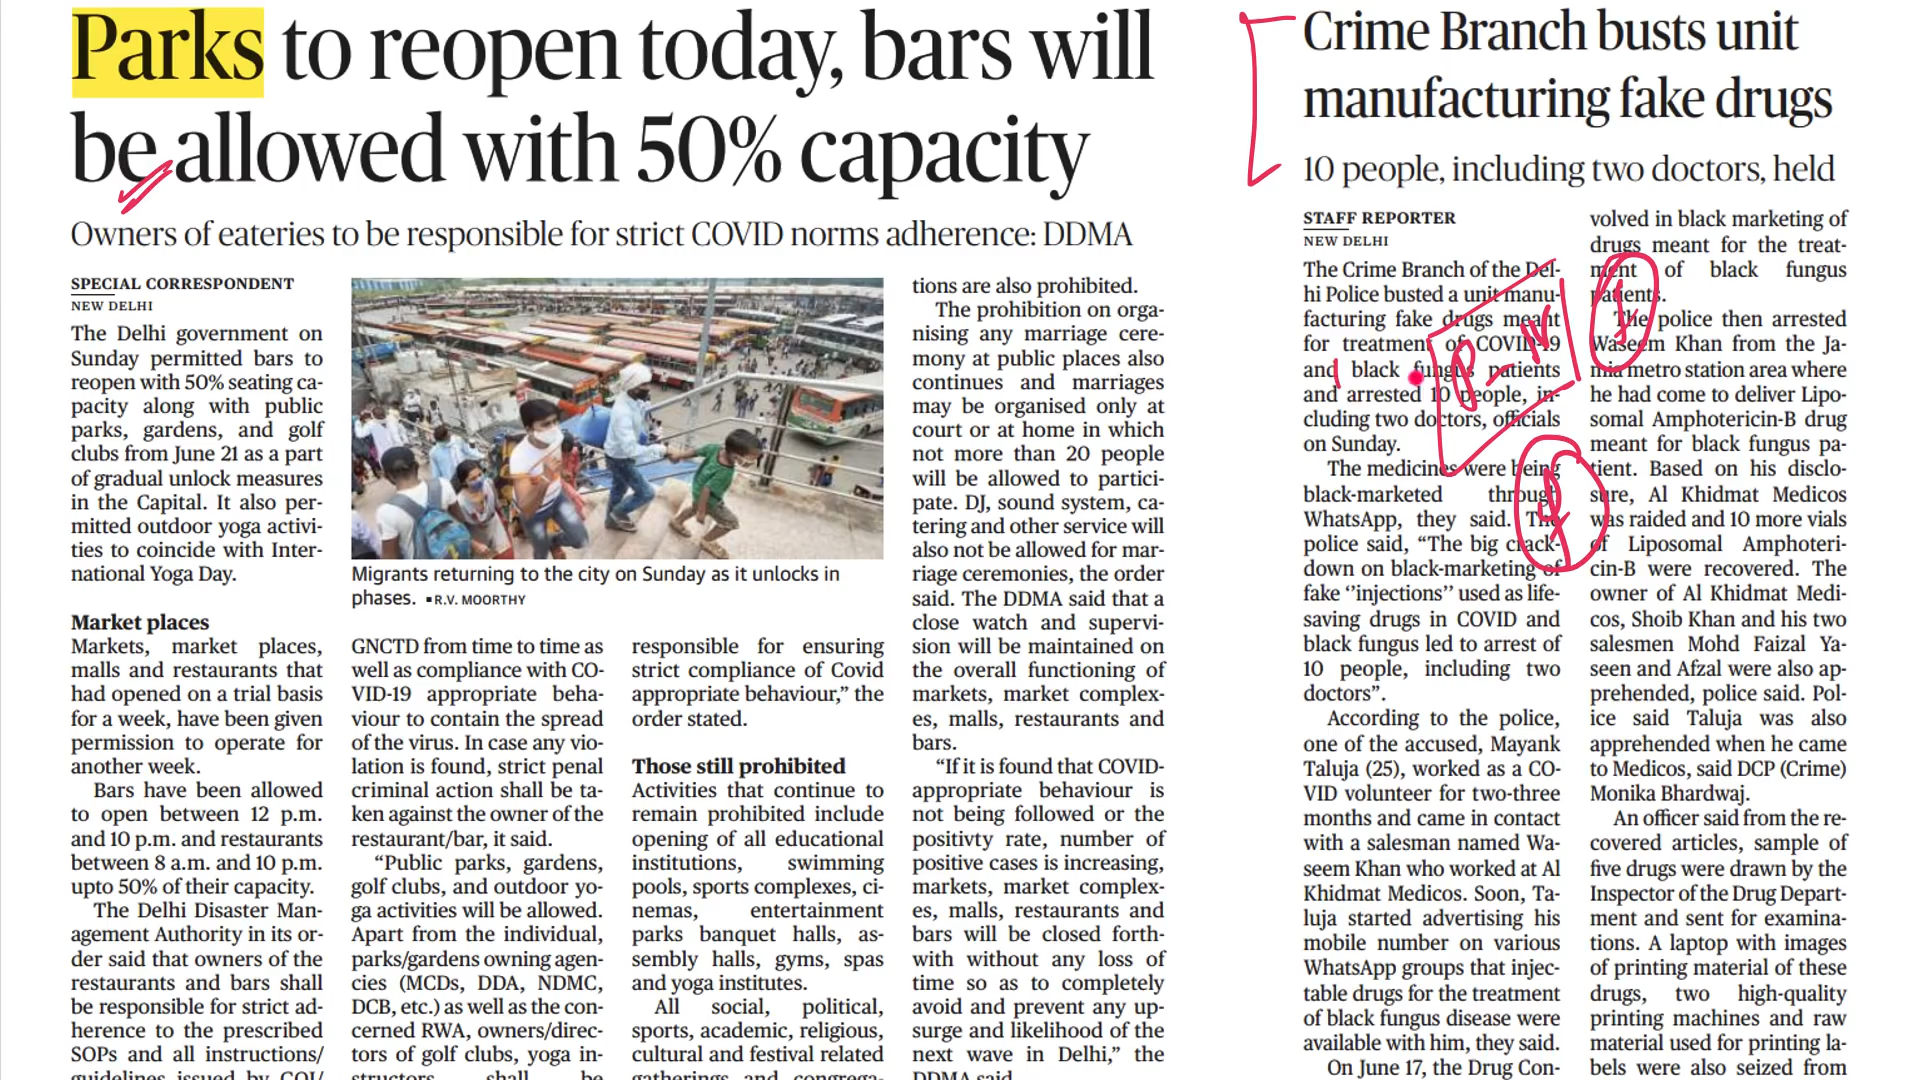 Parks to reopen today, bars will
be allowed with 50% capacity
Owners of eateries to be responsible for strict COVID norms adherence: DDMA
SPECIAL CORRESPONDENT
NEW DELHI
The Delhi government on
Sunday permitted bars to
reopen with 50% seating ca-
pacity along with public
parks, gardens, and golf
clubs from June 21 as a part
of gradual unlock measures
in the Capital. It also per-
mitted outdoor yoga activi-
ties to coincide with Inter-
national Yoga Day.
Market places
Markets, market places,
malls and restaurants that
had opened on a trial basis
for a week, have been given
permission to operate for
another week.
Bars have been allowed
to open between 12 p.m.
and 10 p.m. and restaurants
between 8 a.m. and 10 p.m.
upto 50% of their capacity.
The Delhi Disaster Man-
agement Authority in its or-
der said that owners of the
restaurants and bars shall
be responsible for strict ad-
herence to the prescribed
SOPs and all instructions/
guidelines issued by GOI/
Migrants returning to the city on Sunday as it unlocks in
phases. ▪R.V. MOORTHY
GNCTD from time to time as
well as compliance with CO-
VID-19 appropriate beha-
viour to contain the spread
of the virus. In case any vio-
lation is found, strict penal
criminal action shall be ta-
ken against the owner of the
restaurant/bar, it said.
“Public parks, gardens,
golf clubs, and outdoor yo-
ga activities will be allowed.
Apart from the individual,
parks/gardens owning agen-
cies (MCDs, DDA, NDMC,
DCB, etc.) as well as the con-
cerned RWA, owners/direc-
tors of golf clubs, yoga in-
structors shall be
responsible for ensuring
strict compliance of Covid
appropriate behaviour,” the
order stated.
Those still prohibited
Activities that continue to
remain prohibited include
opening of all educational
institutions, swimming
pools, sports complexes, ci-
nemas, entertainment
parks banquet halls, as-
sembly halls, gyms, spas
and yoga institutes.
All social, political,
sports, academic, religious,
cultural and festival related
gatherings and congrega-
tions are also prohibited.
The prohibition on orga-
nising any marriage cere-
mony at public places also
continues and marriages
may be organised only at
court or at home in which
not more than 20 people
will be allowed to partici-
pate. DJ, sound system, ca-
tering and other service will
also not be allowed for mar-
riage ceremonies, the order
said. The DDMA said that a
close watch and supervi-
sion will be maintained on
the overall functioning of
markets, market complex-
es, malls, restaurants and
bars.
“If it is found that COVID-
appropriate behaviour is
not being followed or the
positivty rate, number of
positive cases is increasing,
markets, market complex-
es, malls, restaurants and
bars will be closed forth-
with without any loss of
time so as to completely
avoid and prevent any up-
surge and likelihood of the
next wave in Delhi,” the
DDMA said.
Crime Branch busts unit
manufacturing fake drugs
10 people, including two doctors, held
STAFF REPORTER
NEW DELHI
The Crime Branch of the Del-
hi Police busted a unit manu-
facturing fake drugs meant
for treatment of COVID-19
and black fungus patients
and arrested 10 people, in-
cluding two doctors, officials
on Sunday.
The medicines were being
black-marketed through
WhatsApp, they said. The
police said, “The big crack-
down on black-marketing of
fake ‘‘injections’’ used as life-
saving drugs in COVID and
black fungus led to arrest of
10 people, including two
doctors”.
According to the police,
one of the accused, Mayank
Taluja (25), worked as a CO-
VID volunteer for two-three
months and came in contact
with a salesman named Wa-
seem Khan who worked at Al
Khidmat Medicos. Soon, Ta-
luja started advertising his
mobile number on various
WhatsApp groups that injec-
table drugs for the treatment
of black fungus disease were
available with him, they said.
On June 17, the Drug Con-
volved in black marketing of
drugs meant for the treat-
ment of black fungus
patients.
The police then arrested
Waseem Khan from the Ja-
mia metro station area where
he had come to deliver Lipo-
somal Amphotericin-B drug
meant for black fungus pa-
tient. Based on his disclo-
sure, Al Khidmat Medicos
was raided and 10 more vials
of Liposomal Amphoteri-
cin-B were recovered. The
owner of Al Khidmat Medi-
cos, Shoib Khan and his two
salesmen Mohd Faizal Ya-
seen and Afzal were also ap-
prehended, police said. Pol-
ice said Taluja was also
apprehended when he came
to Medicos, said DCP (Crime)
Monika Bhardwaj.
An officer said from the re-
covered articles, sample of
five drugs were drawn by the
Inspector of the Drug Depart-
ment and sent for examina-
tions. A laptop with images
of printing material of these
drugs, two high-quality
printing machines and raw
material used for printing la-
bels were also seized from